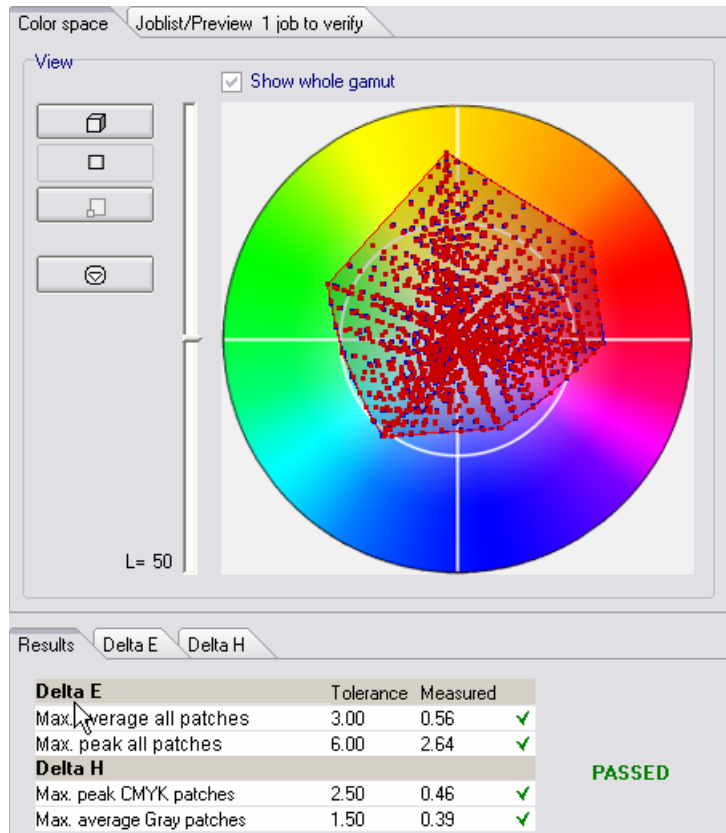 Color space Joblist/Preview 1 job to verify
View
Show whole gamut
L= 50
Results Delta E Delta H
Delta E Tolerance Measured
Max. average all patches 3.00 0.56
Max. peak all patches 6.00 2.64
Delta H PASSED
Max. peak CMYK patches 2.50 0.46
Max. average Gray patches 1.50 0.39